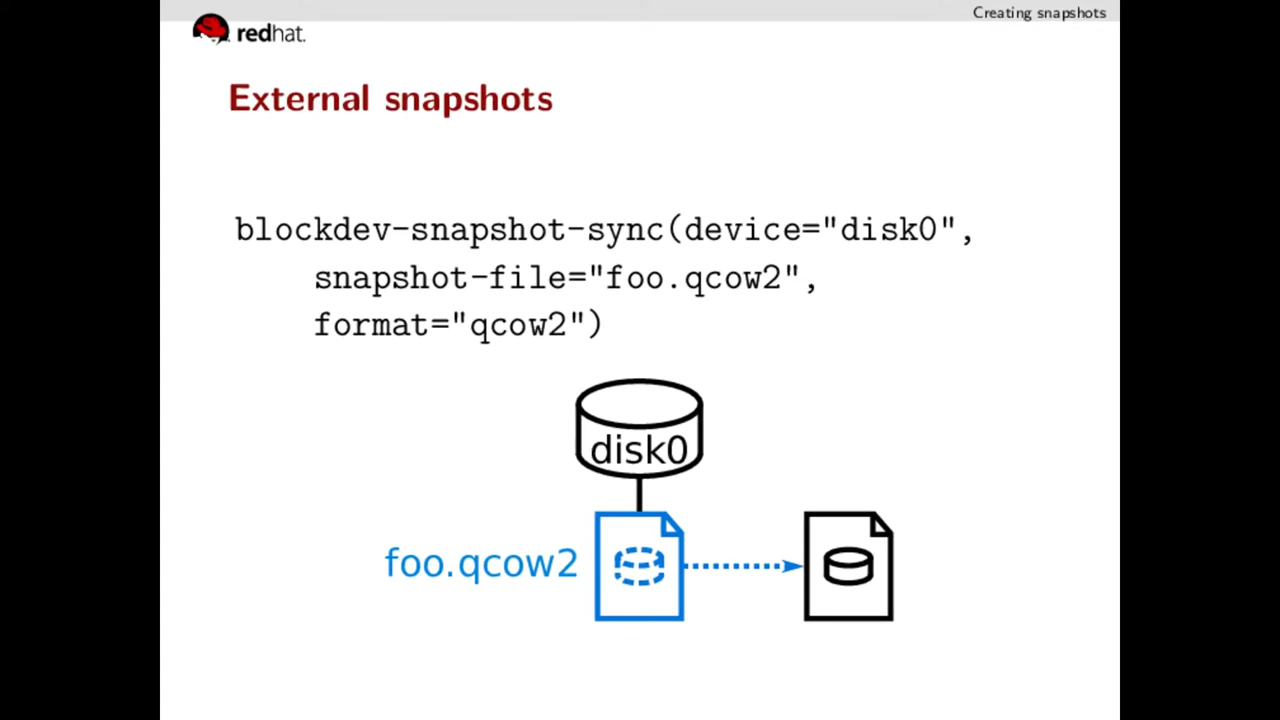 Creating snapshots
redhat.
External snapshots
blockdev-snapshot-sync(device="disk0",
snapshot-file="foo.qcow2",
format="qcow2")
disk0
foo.qcow2